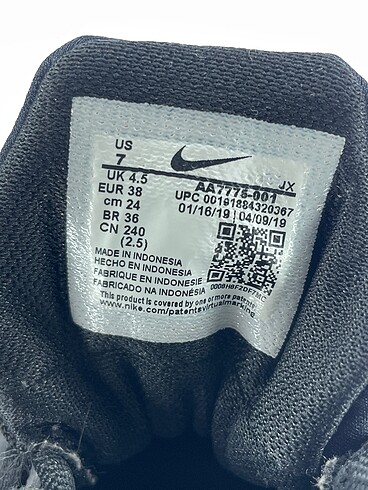 US
7
UK 4.5
EUR 38
cm 24
BR 36
CN 240
(2.5)
JX
AA7775-001
UPC 00191884320367
01/16/19 | 04/09/19
MADE IN INDONESIA
HECHO EN INDONESIA
FABRIQUE EN INDONESIE
FABRICADO NA INDONÉSIA
This product is covered by one or more patents
www.nike.com/patentsvirtualmarking